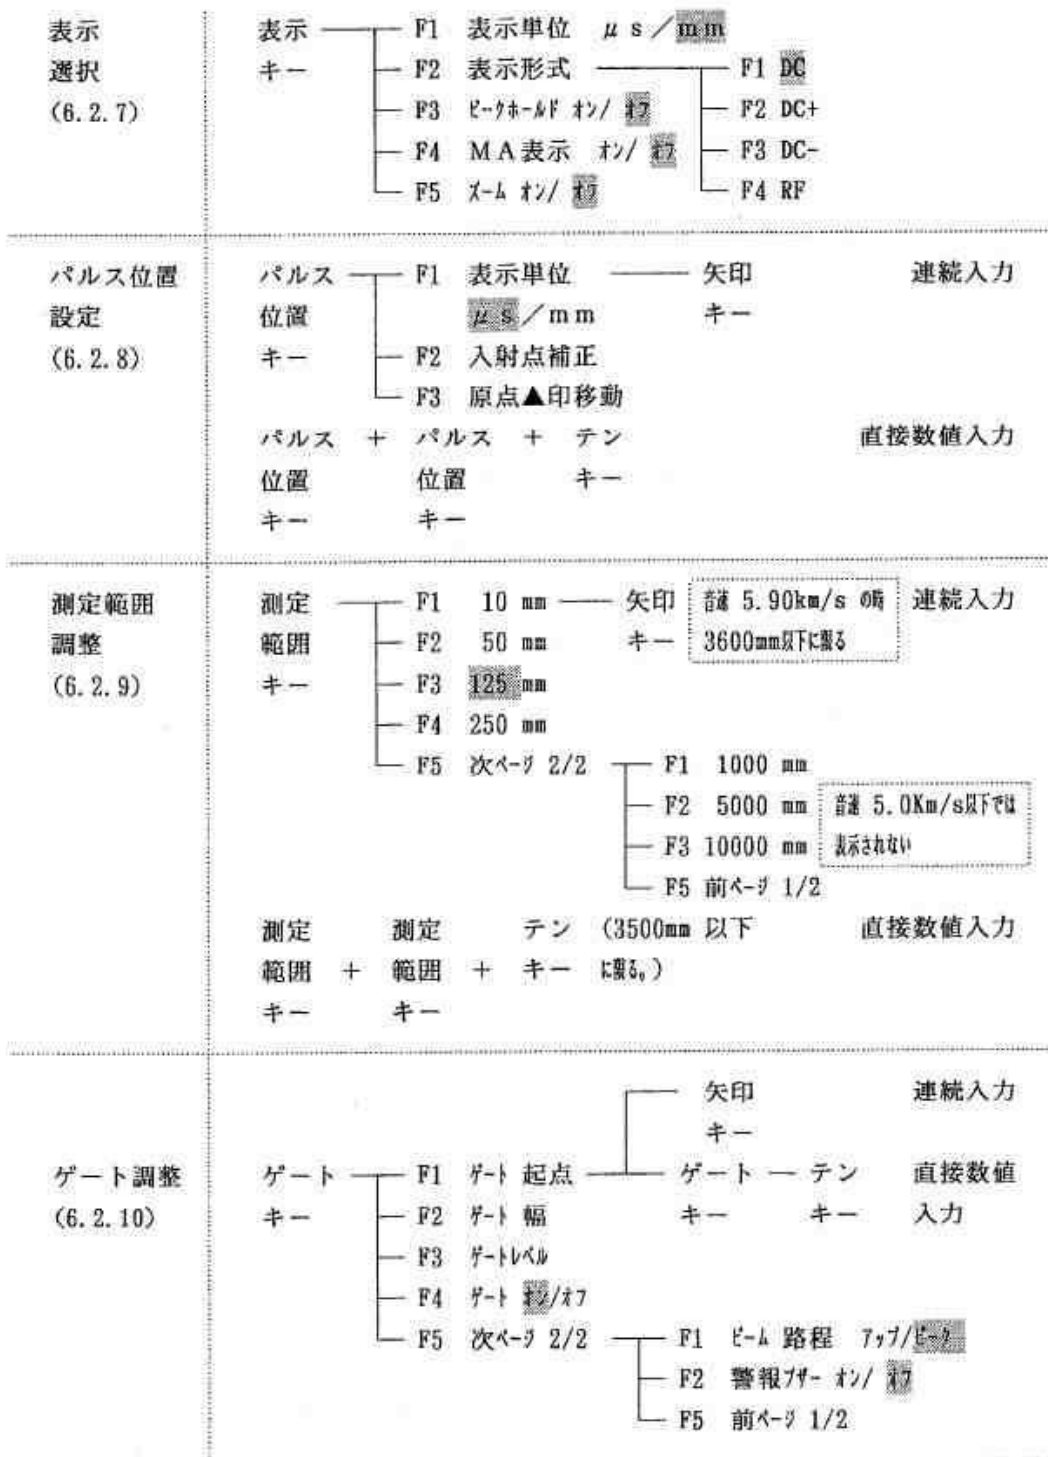 表示 表示 F1 表示単位 μs／mm
選択 キー F2 表示形式 F1 DC
(6.2.7) F3 ﾋﾟｰｸﾎｰﾙﾄﾞ ｵﾝ/ ｵﾌ F2 DC+
F4 ＭＡ表示 ｵﾝ/ ｵﾌ F3 DC-
F5 ｽﾞｰﾑ ｵﾝ/ ｵﾌ F4 RF
パルス位置 パルス F1 表示単位 矢印 連続入力
設定 位置 μs／mm キー
(6.2.8) キー F2 入射点補正
F3 原点▲印移動
パルス ＋ パルス ＋ テン 直接数値入力
位置 位置 キー
キー キー
測定範囲 測定 F1 10 mm 矢印 音速 5.90km/s の時 連続入力
調整 範囲 F2 50 mm キー 3600mm以下に限る
(6.2.9) キー F3 125 mm
F4 250 mm
F5 次ﾍﾟｰｼﾞ 2/2 F1 1000 mm
F2 5000 mm 音速 5.0Km/s以下では
F3 10000 mm 表示されない
F5 前ﾍﾟｰｼﾞ 1/2
測定 測定 テン (3500mm 以下 直接数値入力
範囲 ＋ 範囲 ＋ キー に限る。)
キー キー
矢印 連続入力
キー
ゲート調整 ゲート F1 ｹﾞｰﾄ 起点 ゲート テン 直接数値
(6.2.10) キー F2 ｹﾞｰﾄ 幅 キー キー 入力
F3 ｹﾞｰﾄﾚﾍﾞﾙ
F4 ｹﾞｰﾄ ｵﾝ/ｵﾌ
F5 次ﾍﾟｰｼﾞ 2/2 F1 ﾋﾞｰﾑ 路程 ｱｯﾌﾟ/ﾋﾟｰｸ
F2 警報ﾌﾞｻﾞｰ ｵﾝ/ ｵﾌ
F5 前ﾍﾟｰｼﾞ 1/2